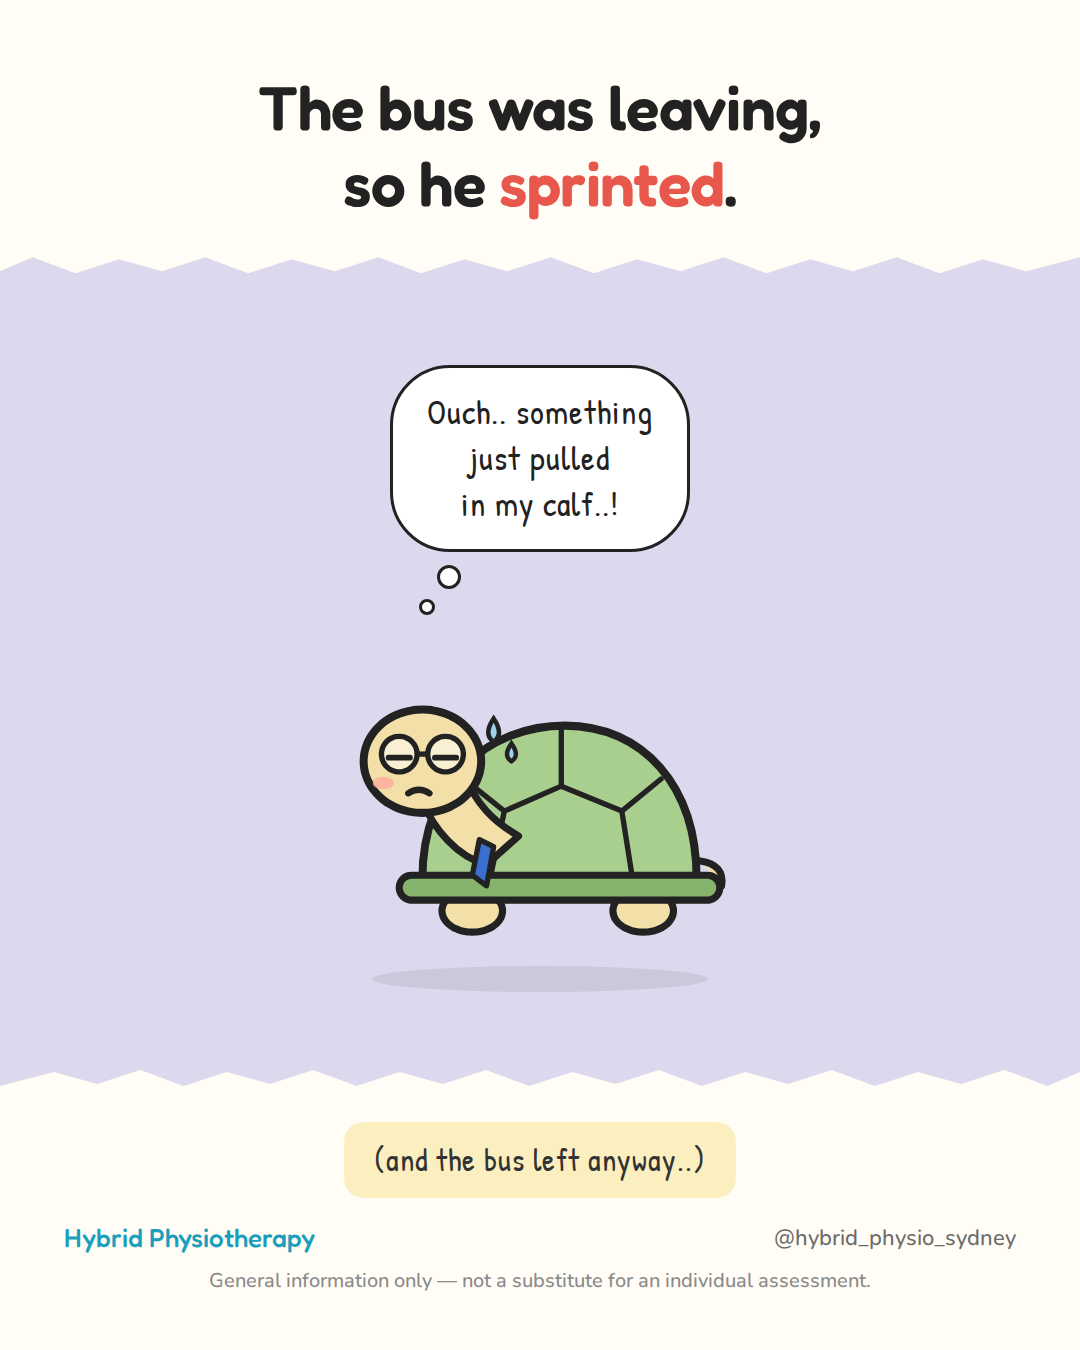 The bus was leaving,
so he sprinted.
Ouch.. something
just pulled
in my calf..!
(and the bus left anyway..)
Hybrid Physiotherapy
@hybrid_physio_sydney
General information only — not a substitute for an individual assessment.